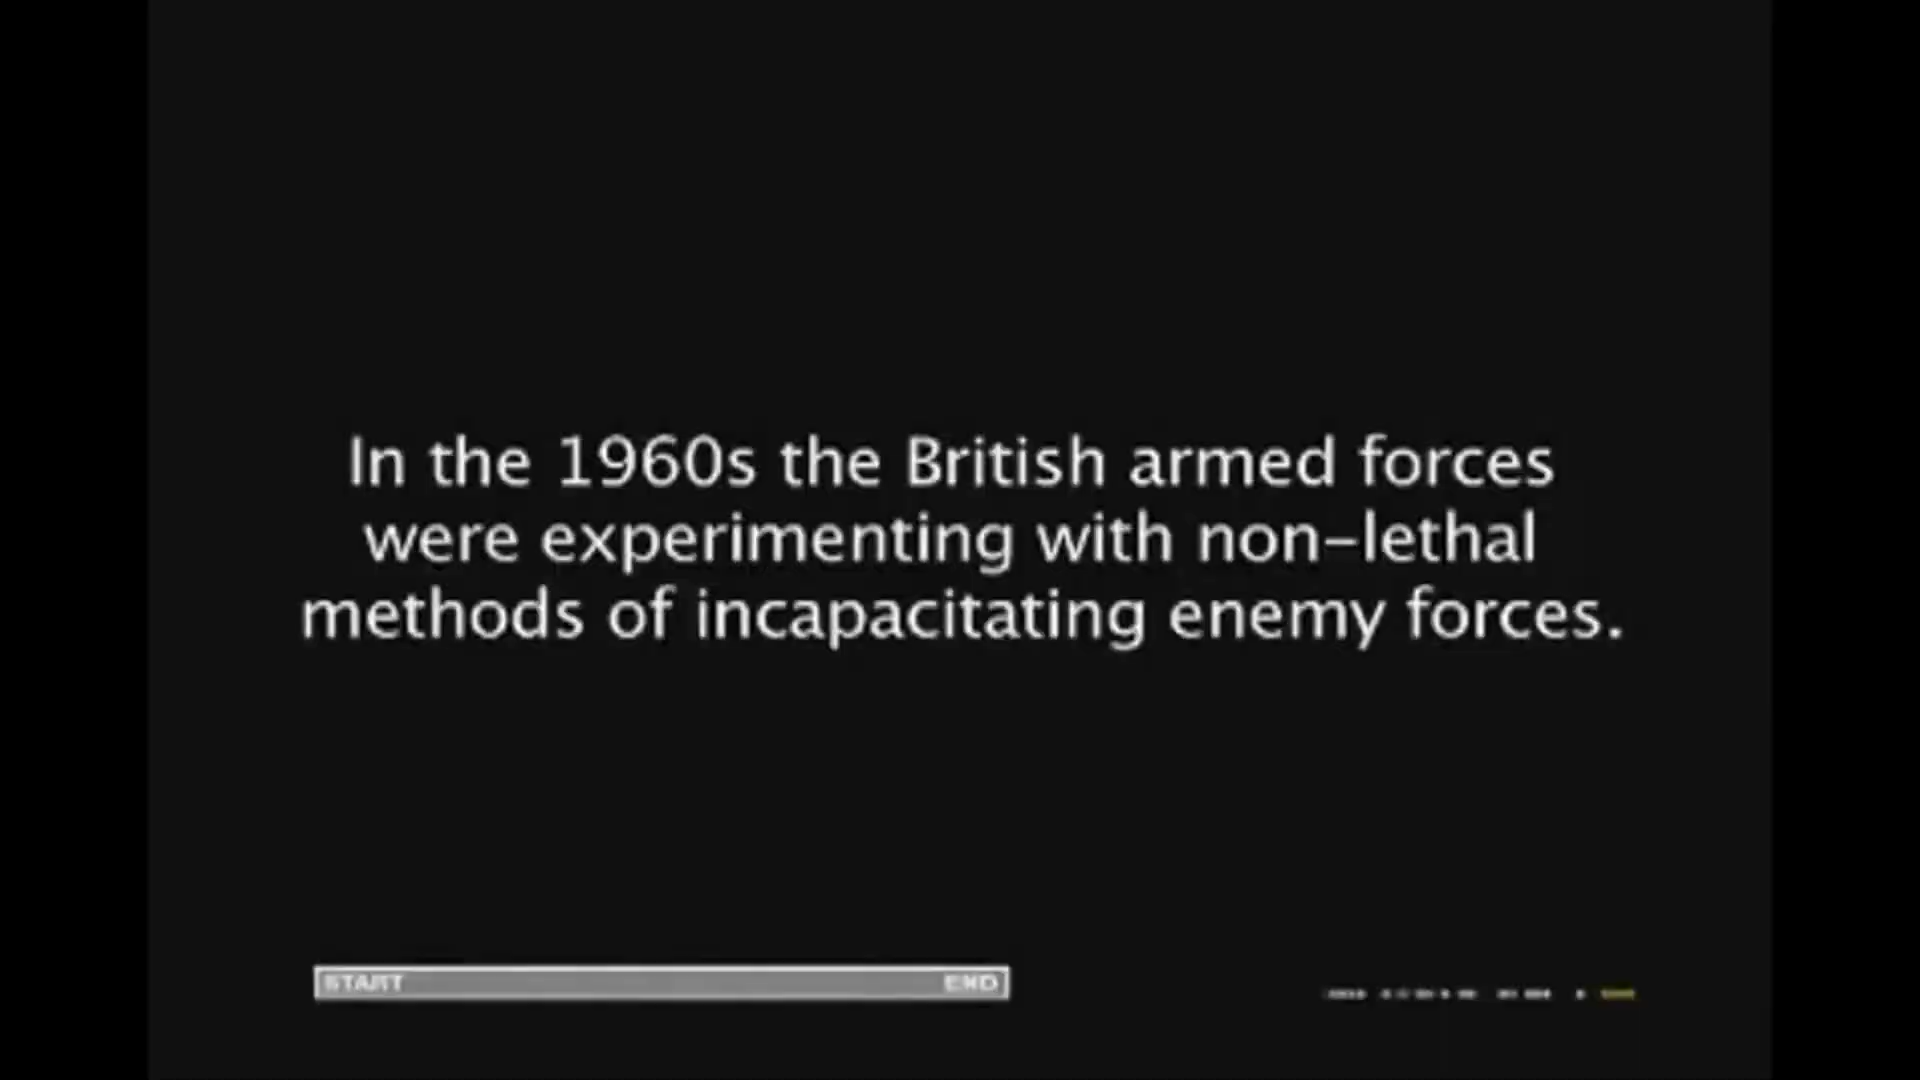 In the 1960s the British armed forces
were experimenting with non-lethal
methods of incapacitating enemy forces.
START END